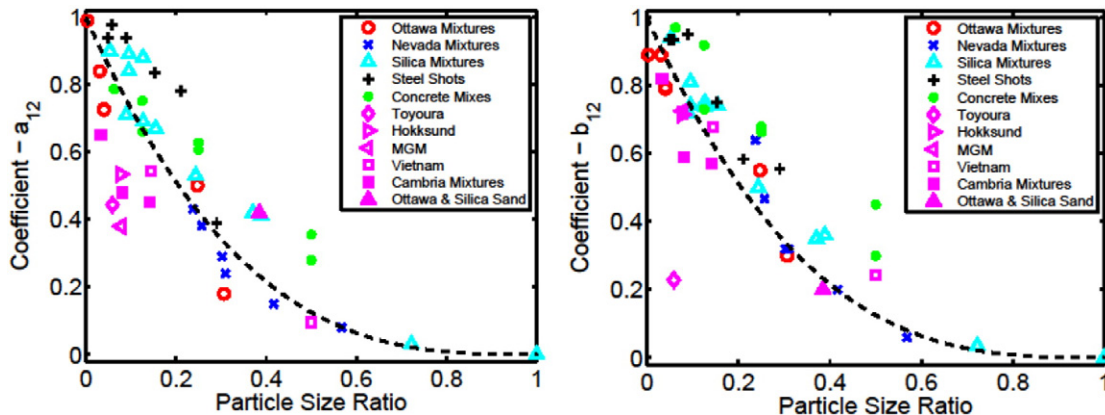 Coefficient – a12
1
0.8
0.6
0.4
0.2
0
0 0.2 0.4 0.6 0.8 1
Particle Size Ratio
Ottawa Mixtures
Nevada Mixtures
Silica Mixtures
Steel Shots
Concrete Mixes
Toyoura
Hokksund
MGM
Vietnam
Cambria Mixtures
Ottawa & Silica Sand
Coefficient – b12
1
0.8
0.6
0.4
0.2
0
0 0.2 0.4 0.6 0.8 1
Particle Size Ratio
Ottawa Mixtures
Nevada Mixtures
Silica Mixtures
Steel Shots
Concrete Mixes
Toyoura
Hokksund
MGM
Vietnam
Cambria Mixtures
Ottawa & Silica Sand